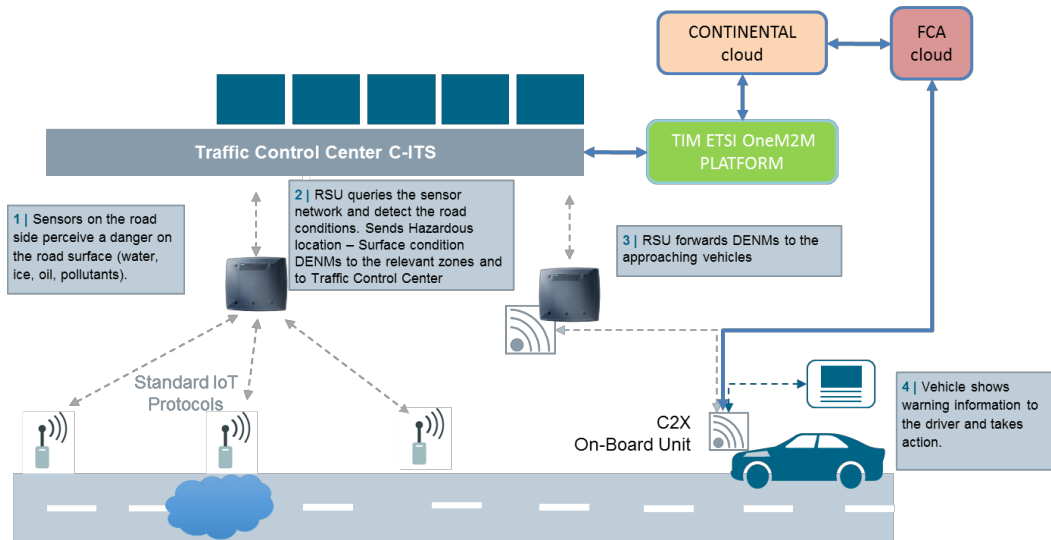 CONTINENTAL
cloud
FCA
cloud
Traffic Control Center C-ITS
TIM ETSI OneM2M
PLATFORM
1 | Sensors on the road
side perceive a danger on
the road surface (water,
ice, oil, pollutants).
2 | RSU queries the sensor
network and detect the road
conditions. Sends Hazardous
location – Surface condition
DENMs to the relevant zones and
to Traffic Control Center
3 | RSU forwards DENMs to the
approaching vehicles
Standard IoT
Protocols
C2X
On-Board Unit
4 | Vehicle shows
warning information to
the driver and takes
action.